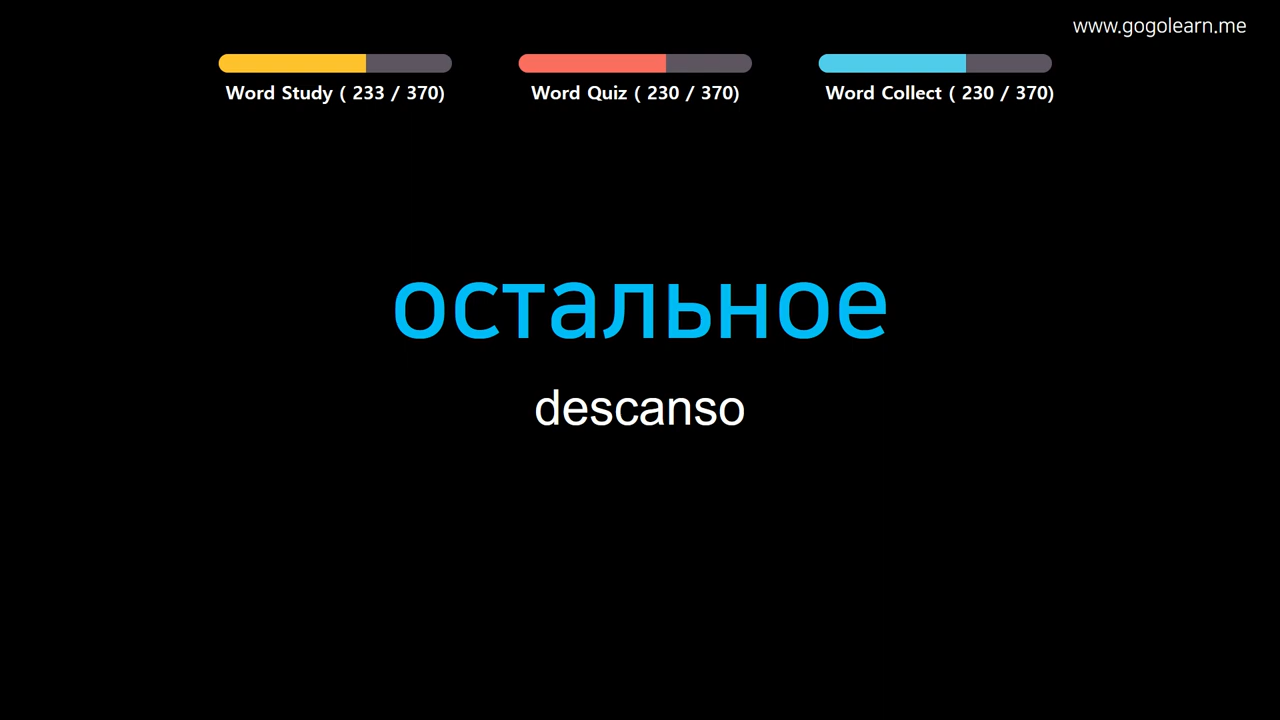 www.gogolearn.me
Word Study ( 233 / 370)
Word Quiz ( 230 / 370)
Word Collect ( 230 / 370)
остальное
descanso